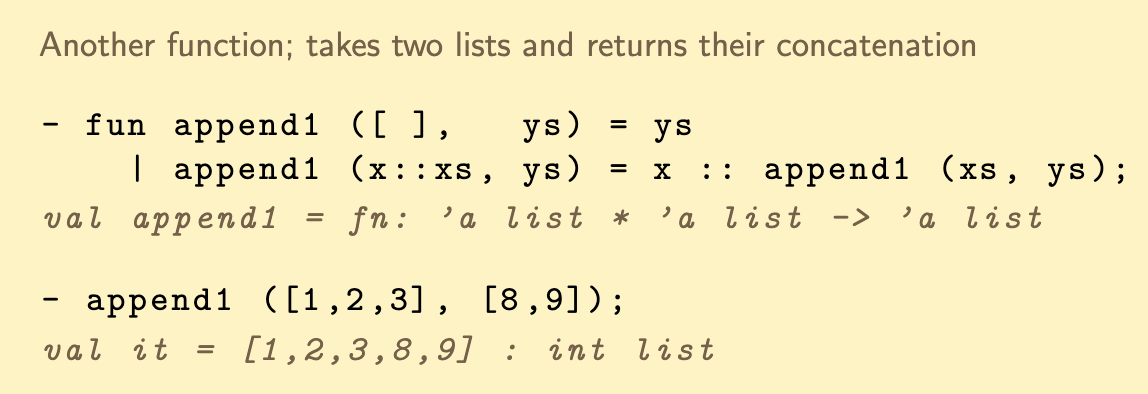 Another function; takes two lists and returns their concatenation
- fun append1 ([ ],   ys) = ys
    | append1 (x::xs, ys) = x :: append1 (xs, ys);
val append1 = fn: 'a list * 'a list -> 'a list
- append1 ([1,2,3], [8,9]);
val it = [1,2,3,8,9] : int list